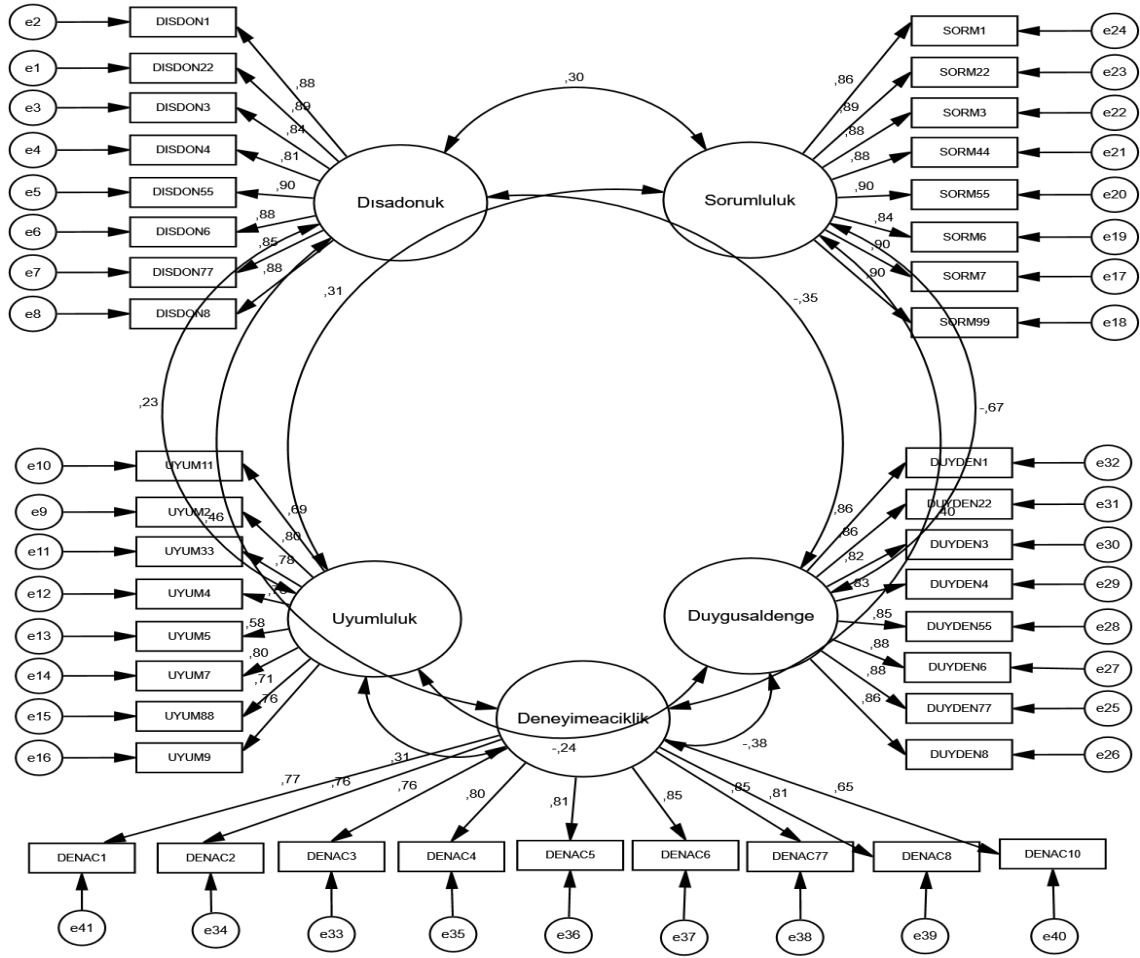 e2 DISDON1
e1 DISDON22
e3 DISDON3
e4 DISDON4
e5 DISDON55
e6 DISDON6
e7 DISDON77
e8 DISDON8
,88
,89
,84
,81
,90
,88
,85
,88
Dısadonuk
,30
Sorumluluk
,86
,89
,88
,88
,90
,84
,90
,90
SORM1 e24
SORM22 e23
SORM3 e22
SORM44 e21
SORM55 e20
SORM6 e19
SORM7 e17
SORM99 e18
,31
-,35
,23
-,67
,46
,40
e10 UYUM11
e9 UYUM2
e11 UYUM33
e12 UYUM4
e13 UYUM5
e14 UYUM7
e15 UYUM88
e16 UYUM9
,69
,80
,78
,58
,80
,71
,76
Uyumluluk
Duygusaldenge
,86
,86
,82
,83
,85
,88
,88
,86
DUYDEN1 e32
DUYDEN22 e31
DUYDEN3 e30
DUYDEN4 e29
DUYDEN55 e28
DUYDEN6 e27
DUYDEN77 e25
DUYDEN8 e26
Deneyimeaciklik
,31
-,24
-,38
,77
,76
,76
,80
,81
,85
,85
,81
,65
DENAC1 DENAC2 DENAC3 DENAC4 DENAC5 DENAC6 DENAC77 DENAC8 DENAC10
e41 e34 e33 e35 e36 e37 e38 e39 e40